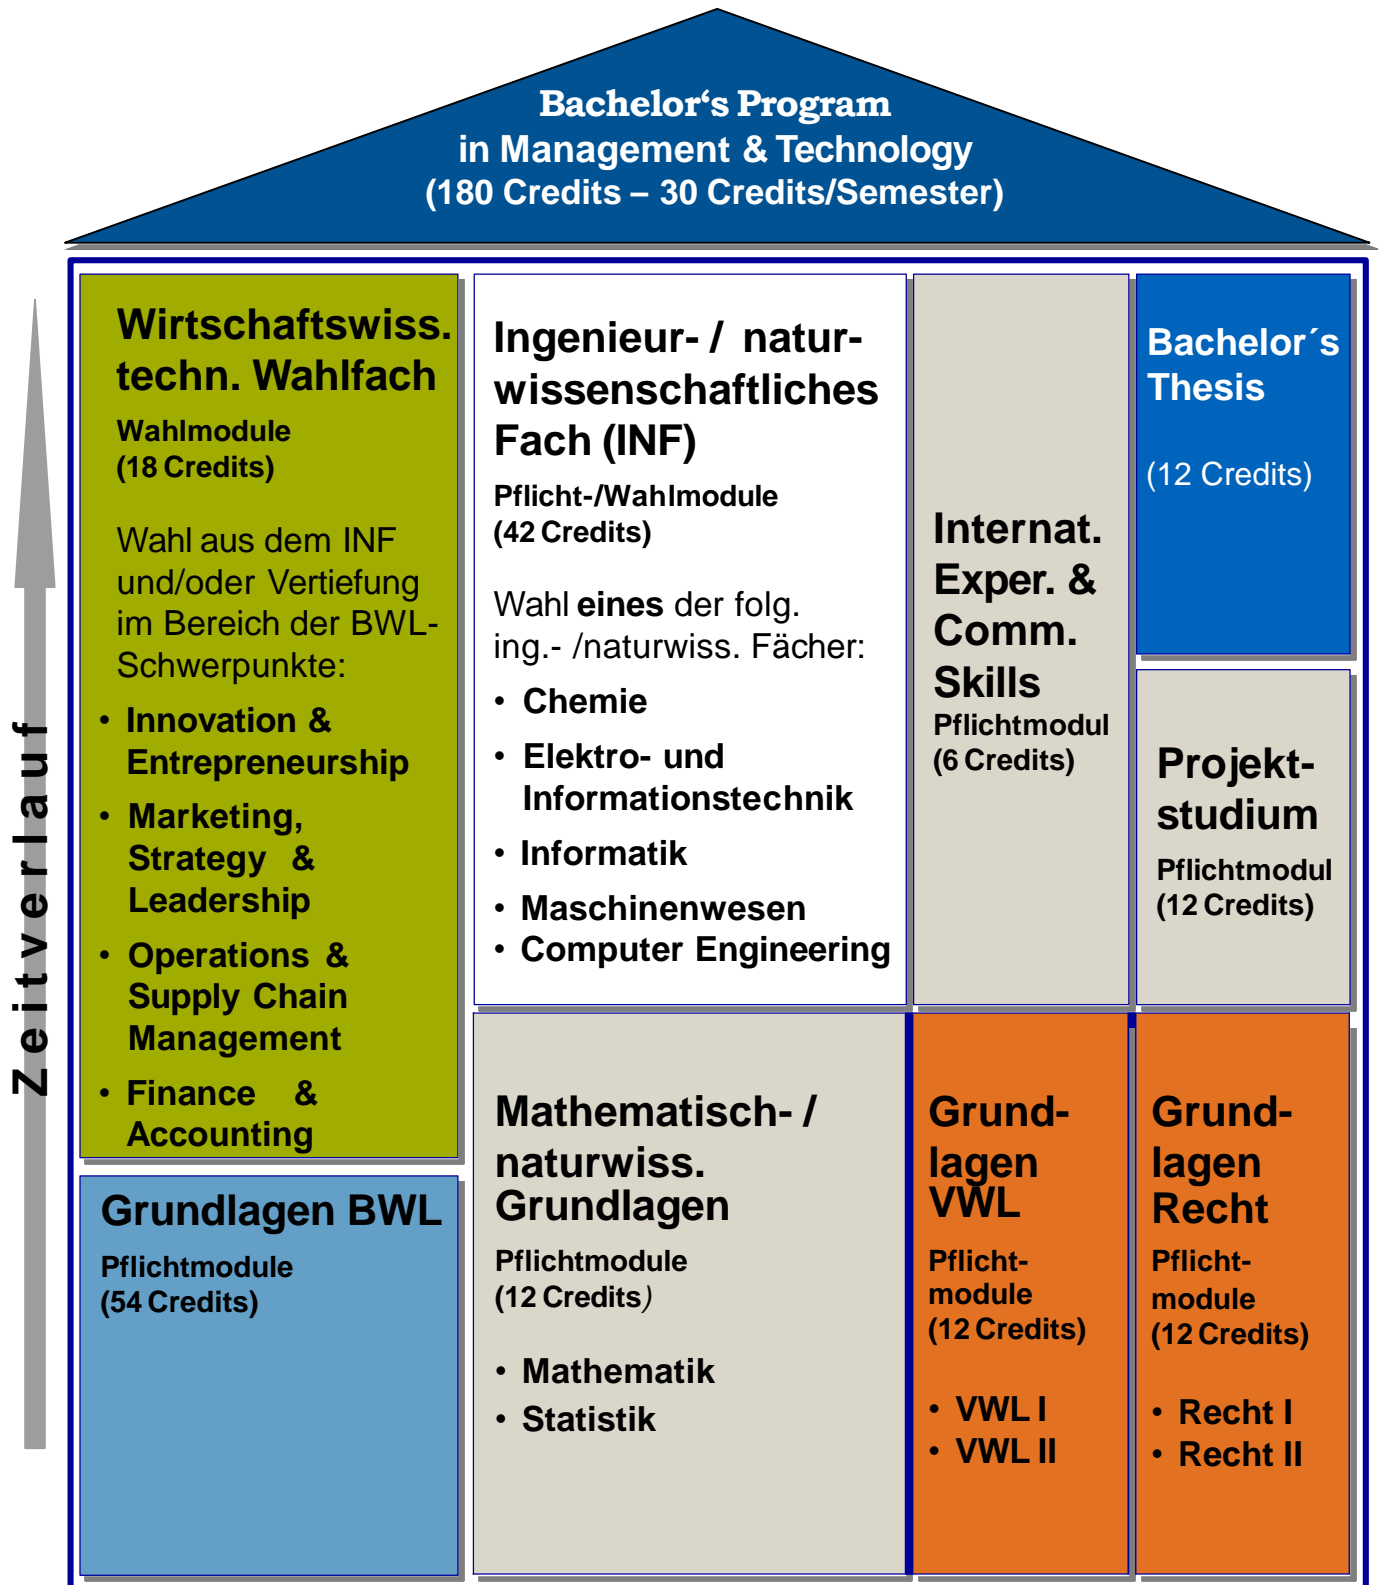 Bachelor‘s Program
in Management & Technology
(180 Credits – 30 Credits/Semester)
Zeitverlauf
Wirtschaftswiss.
techn. Wahlfach
Wahlmodule
(18 Credits)
Wahl aus dem INF
und/oder Vertiefung
im Bereich der BWL-
Schwerpunkte:
• Innovation &
Entrepreneurship
• Marketing,
Strategy &
Leadership
• Operations &
Supply Chain
Management
• Finance &
Accounting
Grundlagen BWL
Pflichtmodule
(54 Credits)
Ingenieur- / natur-
wissenschaftliches
Fach (INF)
Pflicht-/Wahlmodule
(42 Credits)
Wahl eines der folg.
ing.- /naturwiss. Fächer:
• Chemie
• Elektro- und
Informationstechnik
• Informatik
• Maschinenwesen
• Computer Engineering
Mathematisch- /
naturwiss.
Grundlagen
Pflichtmodule
(12 Credits)
• Mathematik
• Statistik
Internat.
Exper. &
Comm.
Skills
Pflichtmodul
(6 Credits)
Grund-
lagen
VWL
Pflicht-
module
(12 Credits)
• VWL I
• VWL II
Bachelor´s
Thesis
(12 Credits)
Projekt-
studium
Pflichtmodul
(12 Credits)
Grund-
lagen
Recht
Pflicht-
module
(12 Credits)
• Recht I
• Recht II